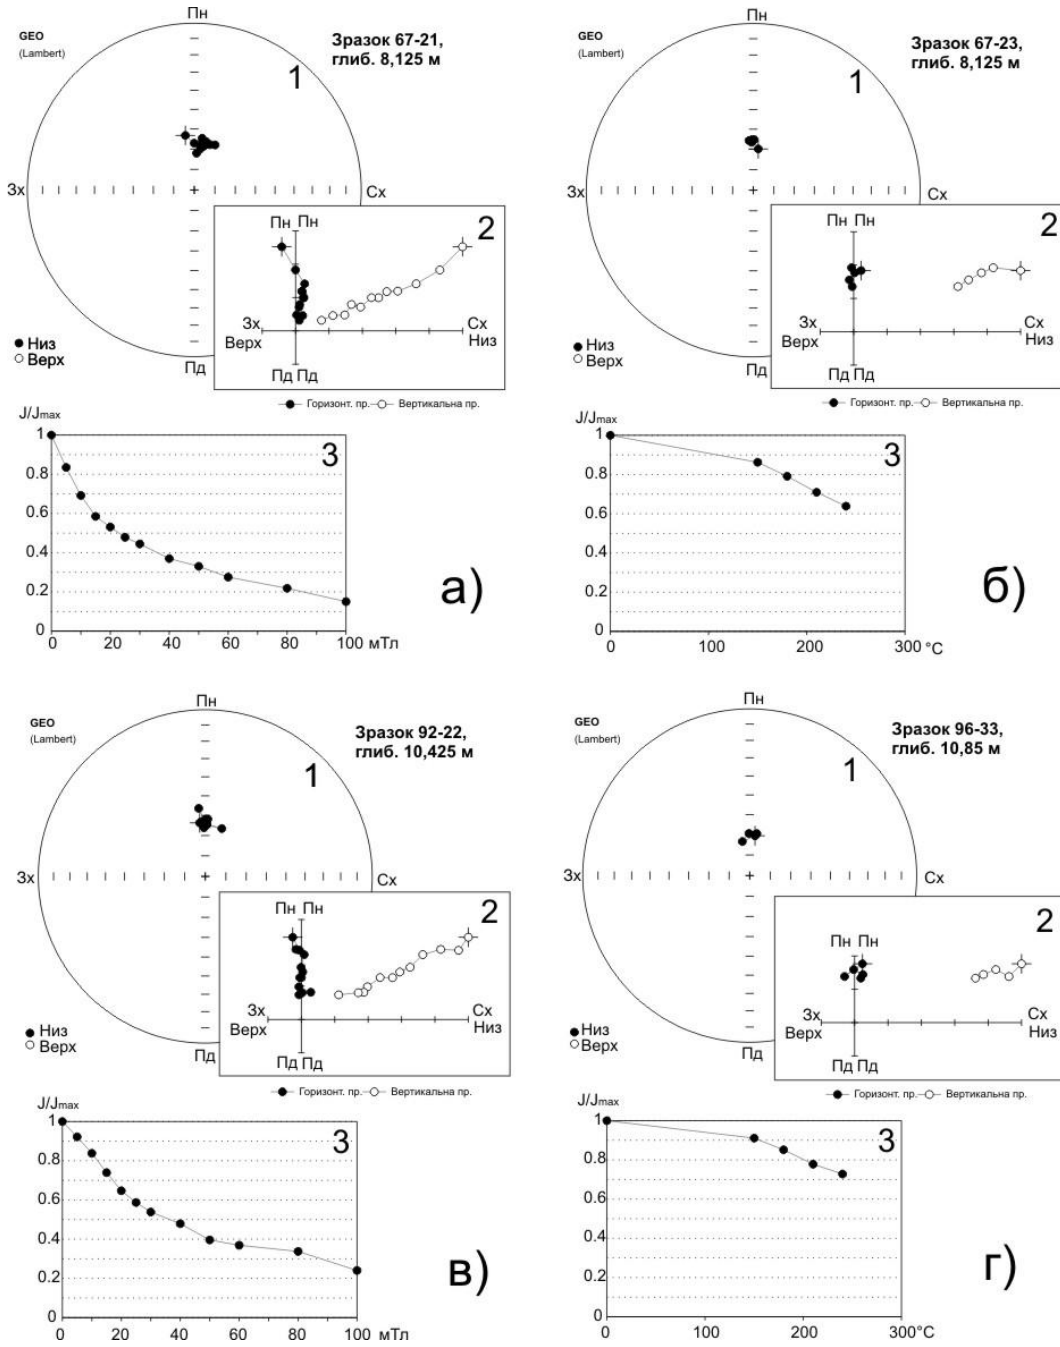 Пн
GEO
(Lambert)
Зразок 67-21,
глиб. 8,125 м
1
Зх
Сх
Пн Пн
2
Зх
Верх
Сх
Низ
Пд Пд
Низ
Верх
Пд
Горизонт. пр. Вертикальна пр.
J/Jmax
1
0.8
0.6
0.4
0.2
0
3
0 20 40 60 80 100 мТл
а)
Пн
GEO
(Lambert)
Зразок 67-23,
глиб. 8,125 м
1
Зх
Сх
Пн Пн
2
Зх
Верх
Сх
Низ
Пд Пд
Низ
Верх
Пд
Горизонт. пр. Вертикальна пр.
J/Jmax
1
0.8
0.6
0.4
0.2
0
3
0 100 200 300 °C
б)
Пн
GEO
(Lambert)
Зразок 92-22,
глиб. 10,425 м
1
Зх
Сх
Пн Пн
2
Зх
Верх
Сх
Низ
Пд Пд
Низ
Верх
Пд
Горизонт. пр. Вертикальна пр.
J/Jmax
1
0.8
0.6
0.4
0.2
0
3
0 20 40 60 80 100 мТл
в)
Пн
GEO
(Lambert)
Зразок 96-33,
глиб. 10,85 м
1
Зх
Сх
Пн Пн
2
Зх
Верх
Сх
Низ
Пд Пд
Низ
Верх
Пд
Горизонт. пр. Вертикальна пр.
J/Jmax
1
0.8
0.6
0.4
0.2
0
3
0 100 200 300°C
г)